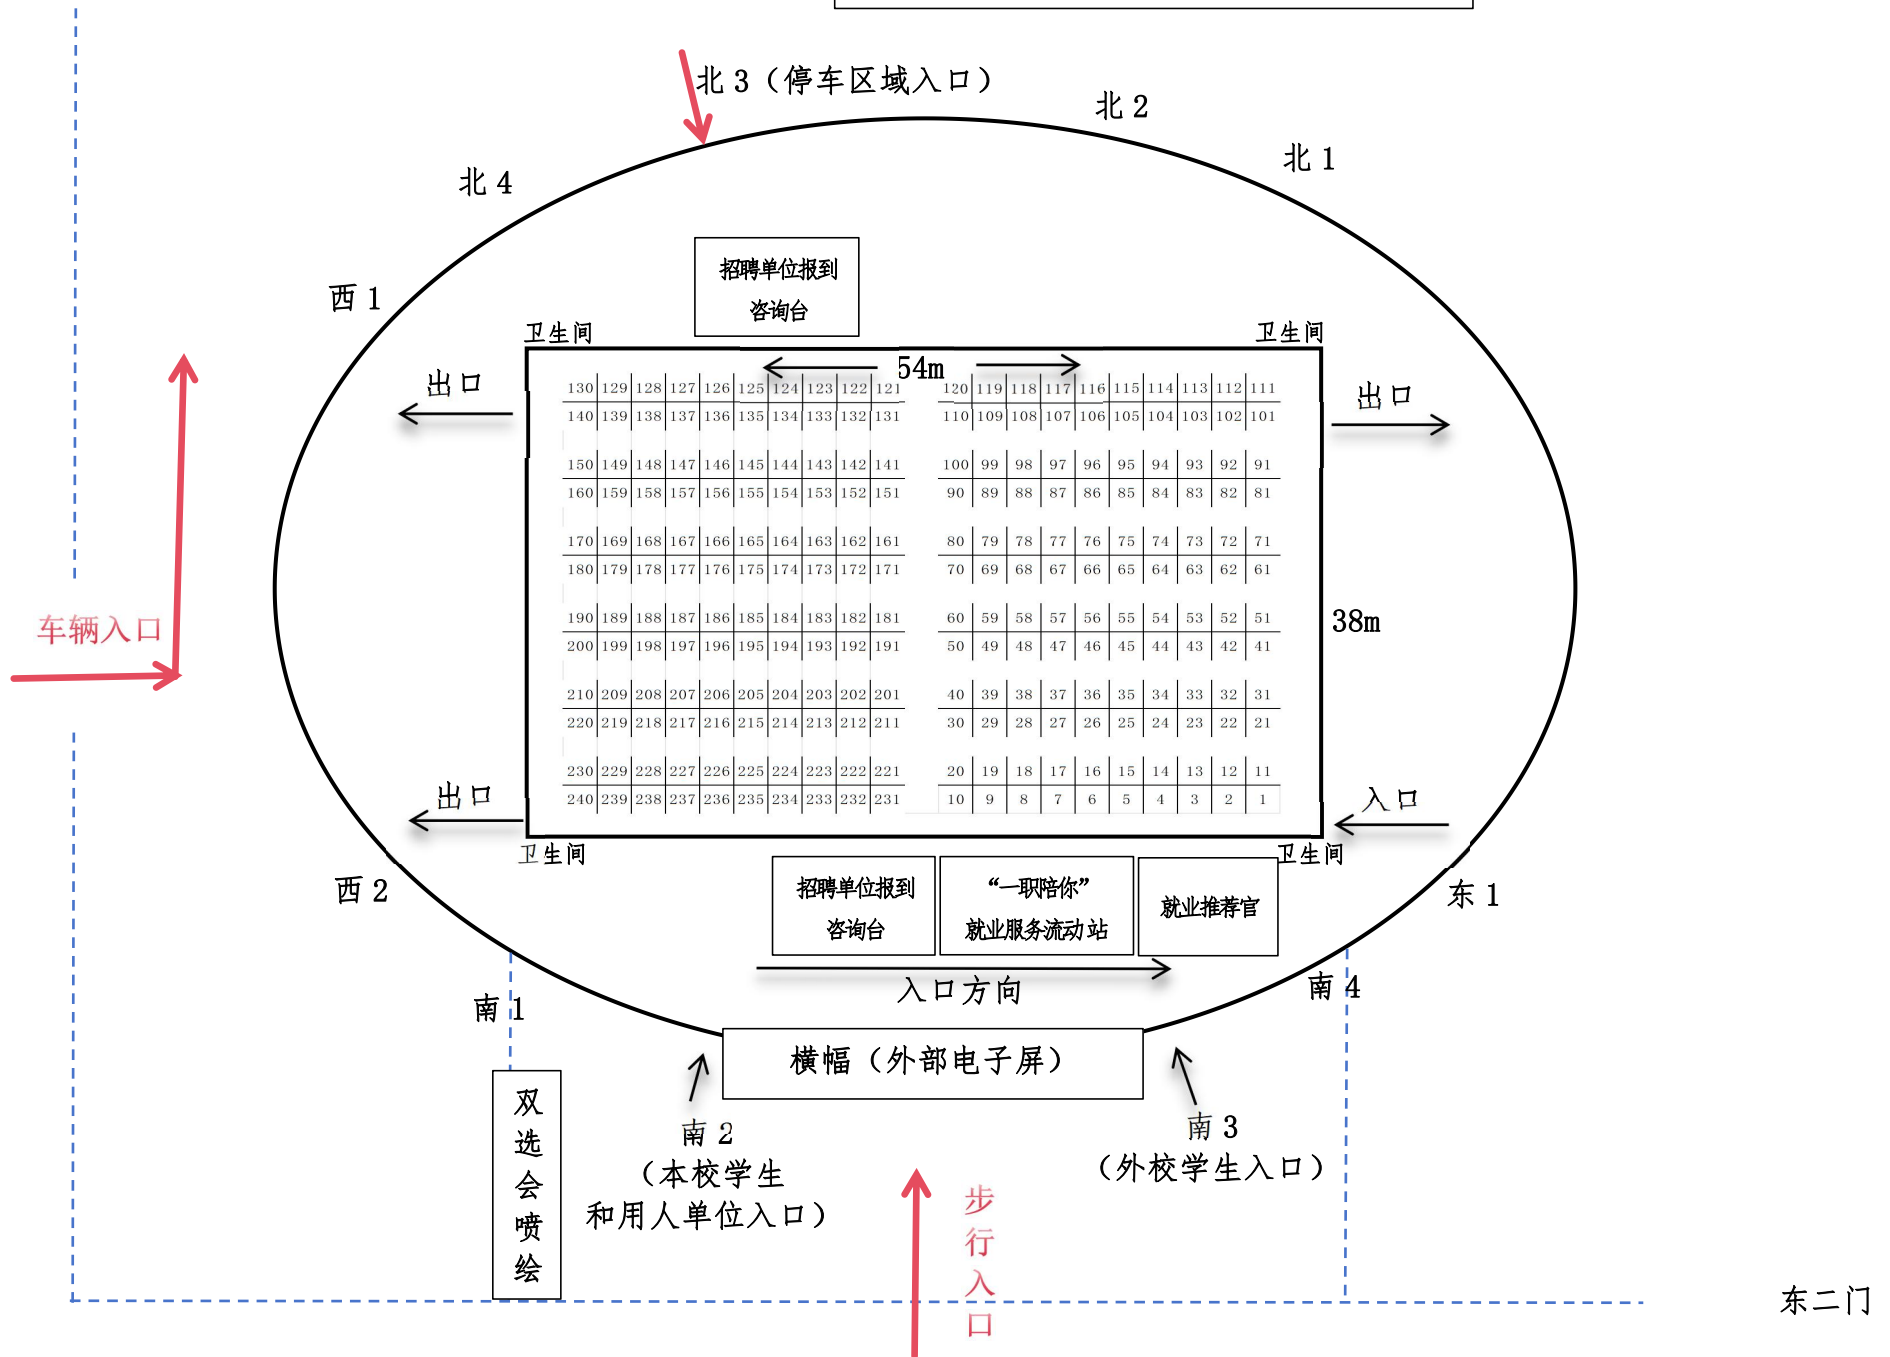 北 3（停车区域入口）
北 2
北 1
北 4
西 1
招聘单位报到
咨询台
卫生间
卫生间
54m
出口
出口
130 129 128 127 126 125 124 123 122 121 120 119 118 117 116 115 114 113 112 111
140 139 138 137 136 135 134 133 132 131 110 109 108 107 106 105 104 103 102 101
150 149 148 147 146 145 144 143 142 141 100 99 98 97 96 95 94 93 92 91
160 159 158 157 156 155 154 153 152 151 90 89 88 87 86 85 84 83 82 81
170 169 168 167 166 165 164 163 162 161 80 79 78 77 76 75 74 73 72 71
180 179 178 177 176 175 174 173 172 171 70 69 68 67 66 65 64 63 62 61
190 189 188 187 186 185 184 183 182 181 60 59 58 57 56 55 54 53 52 51
200 199 198 197 196 195 194 193 192 191 50 49 48 47 46 45 44 43 42 41
210 209 208 207 206 205 204 203 202 201 40 39 38 37 36 35 34 33 32 31
220 219 218 217 216 215 214 213 212 211 30 29 28 27 26 25 24 23 22 21
230 229 228 227 226 225 224 223 222 221 20 19 18 17 16 15 14 13 12 11
240 239 238 237 236 235 234 233 232 231 10 9 8 7 6 5 4 3 2 1
38m
车辆入口
出口
入口
卫生间
卫生间
西 2
东 1
招聘单位报到
咨询台
“一职陪你”
就业服务流动站
就业推荐官
入口方向
南 1
南 4
横幅（外部电子屏）
双
选
会
喷
绘
南 2
（本校学生
和用人单位入口）
南 3
（外校学生入口）
步
行
入
口
东二门